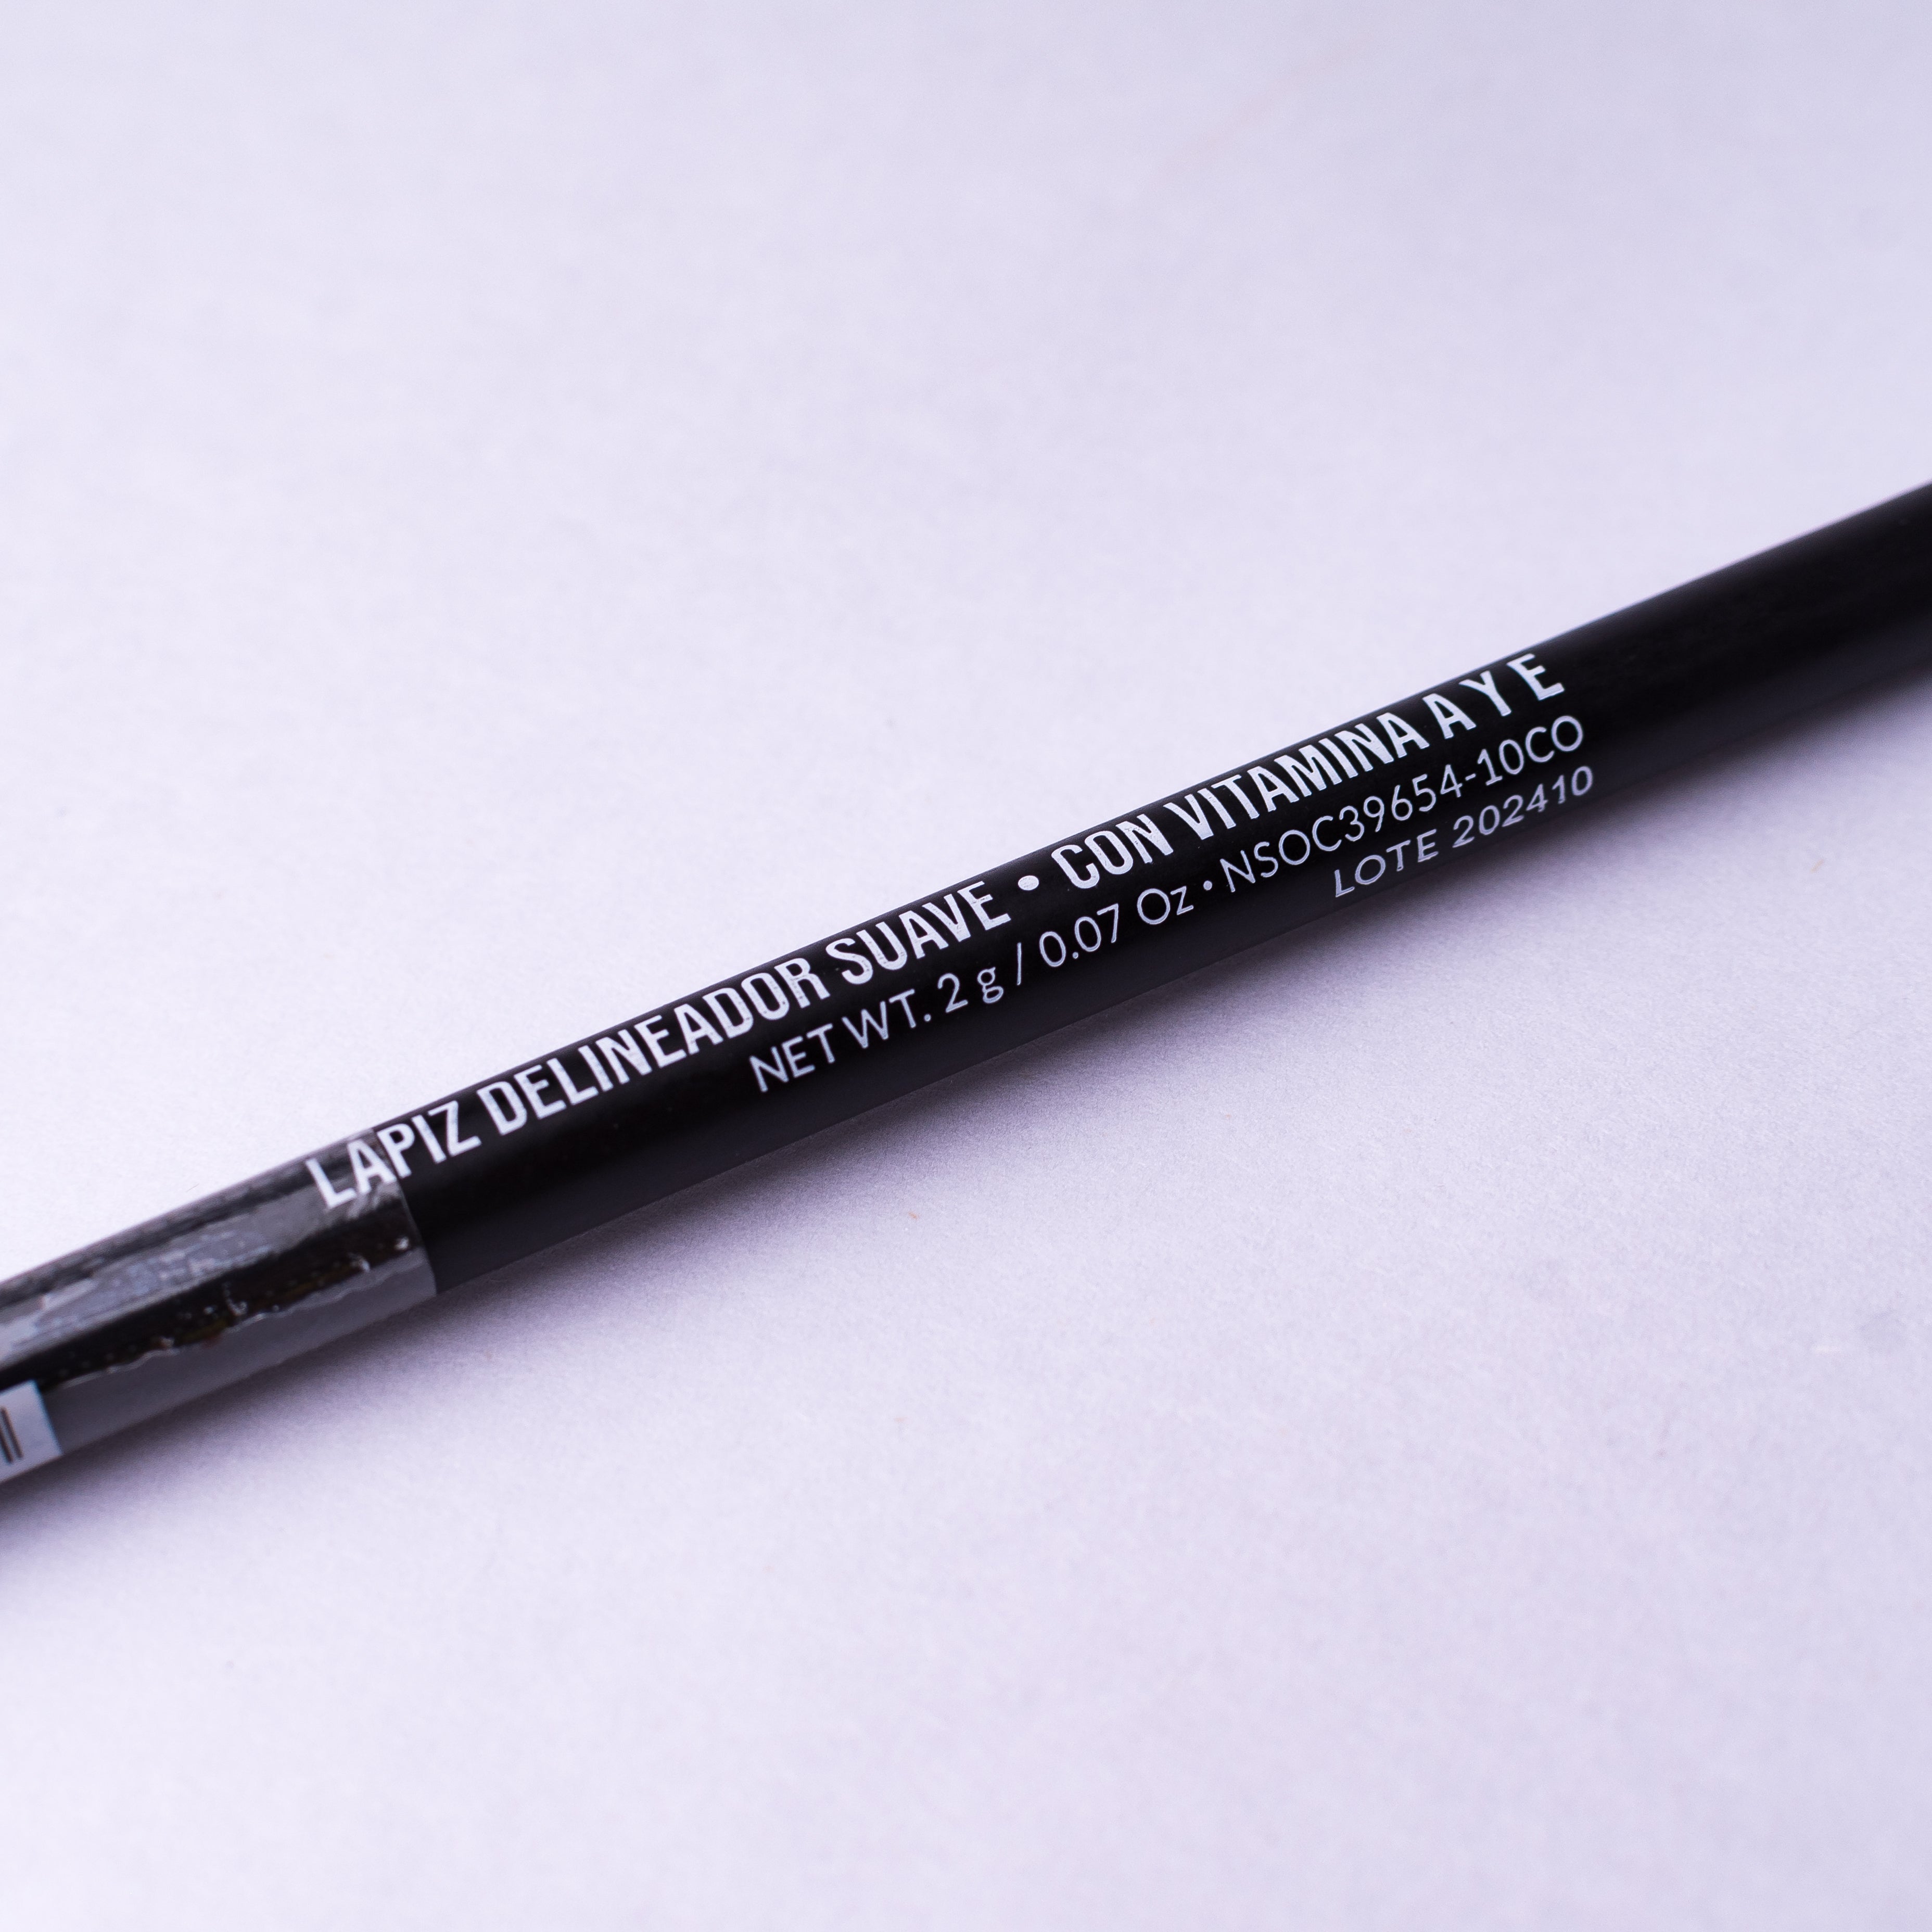 LAPIZ DELINEADOR SUAVE • CON VITAMINA A Y E
NET WT. 2 g / 0.07 Oz • NSOC39654-10CO
LOTE 202410